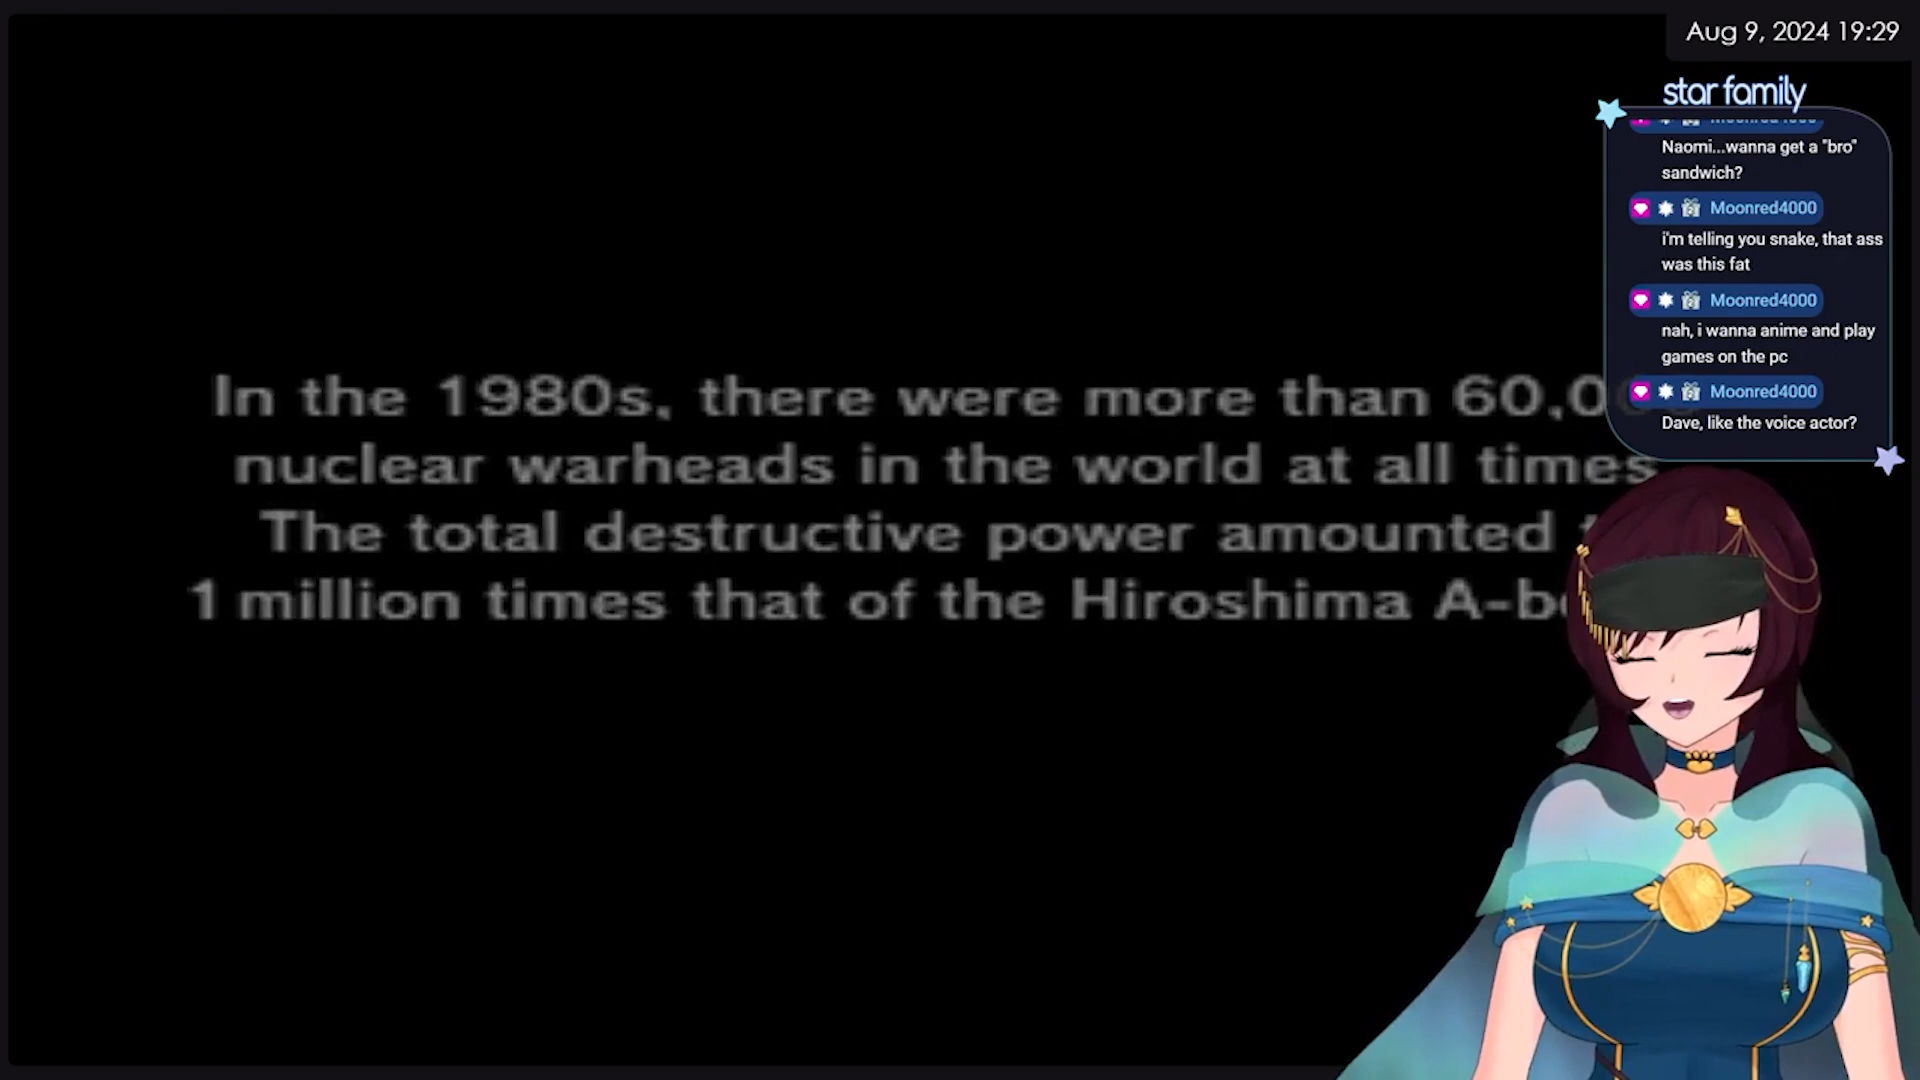 Aug 9, 2024 19:29
star family
Moonred4000
Naomi...wanna get a "bro"
sandwich?
Moonred4000
i'm telling you snake, that ass
was this fat
Moonred4000
nah, i wanna anime and play
games on the pc
Moonred4000
Dave, like the voice actor?
In the 1980s, there were more than
nuclear warheads in the world at all times
The total destructive power amounted
1 million times that of the Hiroshima